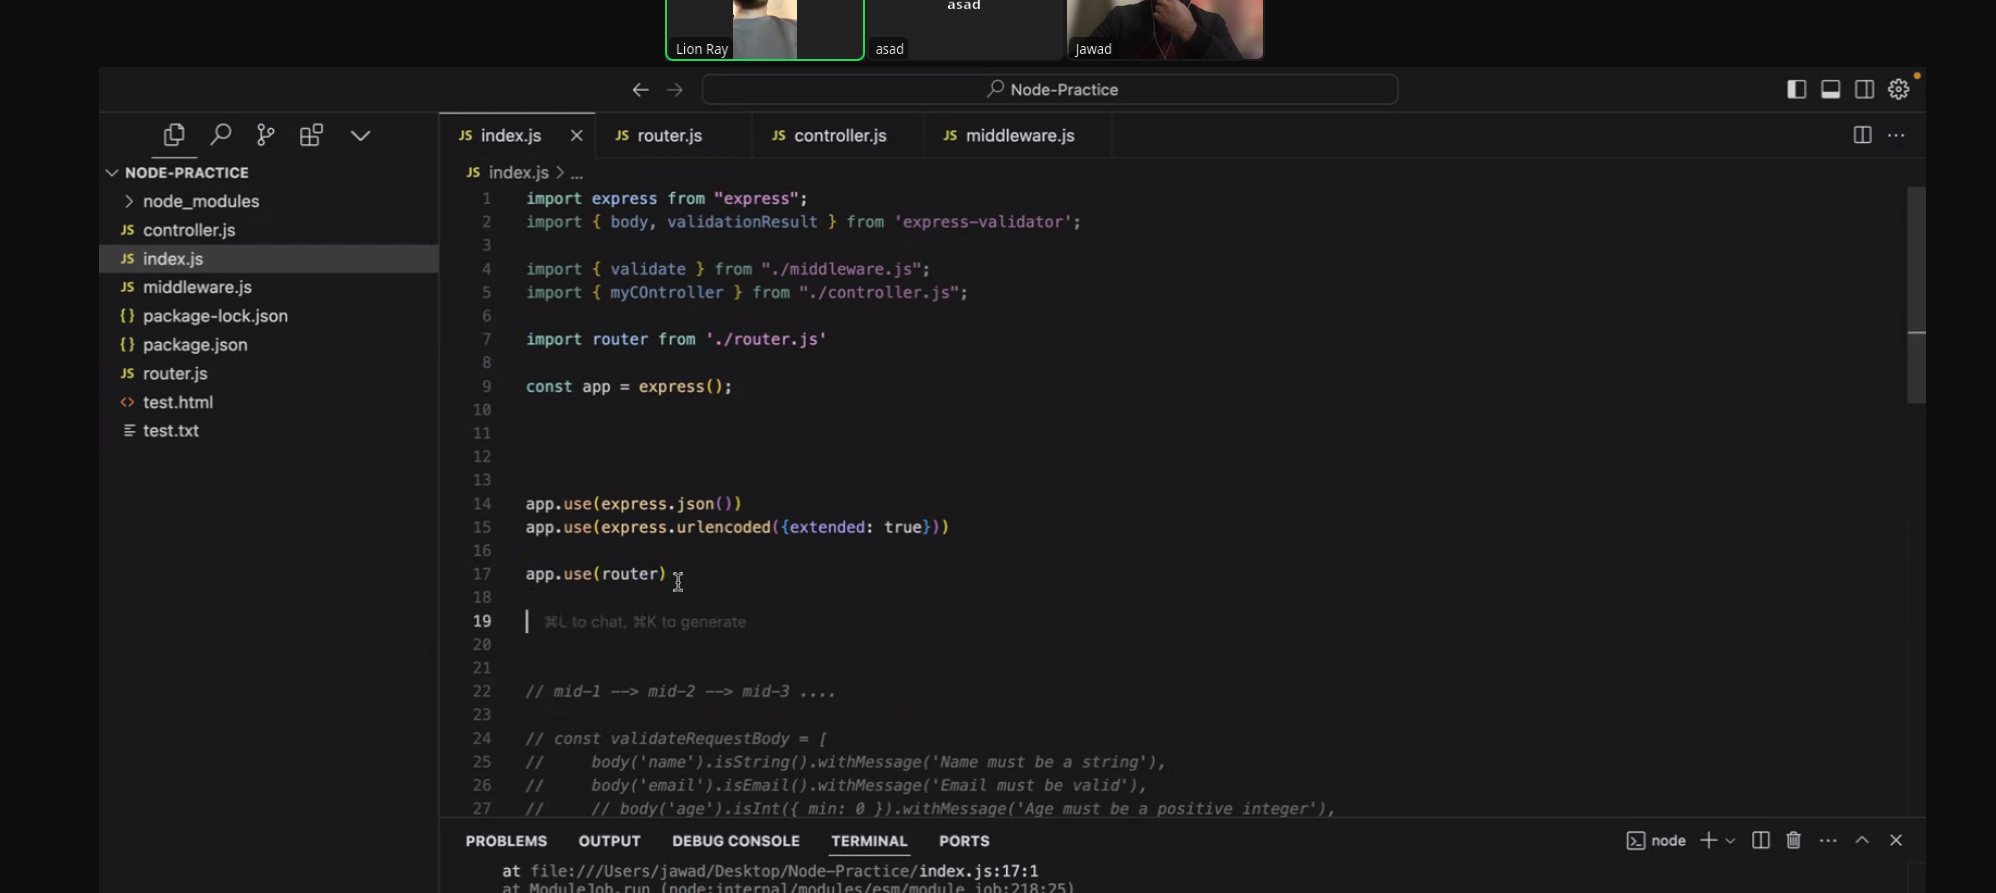 asad
Lion Ray
asad
Jawad
Node-Practice
index.js
router.js
controller.js
middleware.js
NODE-PRACTICE
node_modules
controller.js
index.js
middleware.js
package-lock.json
package.json
router.js
test.html
test.txt
JS index.js > ...
1 import express from "express";
2 import { body, validationResult } from 'express-validator';
3
4 import { validate } from "./middleware.js";
5 import { myCOntroller } from "./controller.js";
6
7 import router from './router.js'
8
9 const app = express();
10
11
12
13
14 app.use(express.json())
15 app.use(express.urlencoded({extended: true}))
16
17 app.use(router)
18
19 ⌘L to chat, ⌘K to generate
20
21
22 // mid-1 --> mid-2 --> mid-3 ....
23
24 // const validateRequestBody = [
25 //     body('name').isString().withMessage('Name must be a string'),
26 //     body('email').isEmail().withMessage('Email must be valid'),
27 //     // body('age').isInt({ min: 0 }).withMessage('Age must be a positive integer'),
PROBLEMS OUTPUT DEBUG CONSOLE TERMINAL PORTS
node
at file:///Users/jawad/Desktop/Node-Practice/index.js:17:1
at ModuleJob.run (node:internal/modules/esm/module_job:218:25)